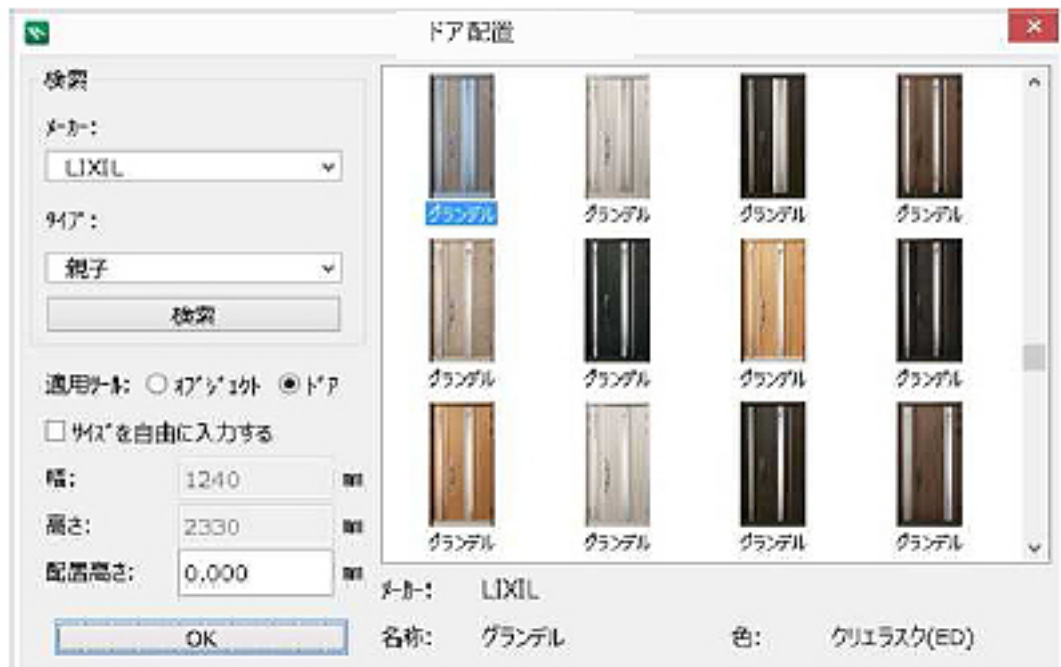 ドア配置
検索
ﾒｰｶｰ:
LIXIL
ﾀｲﾌﾟ:
親子
検索
適用ﾂｰﾙ: ｵﾌﾞｼﾞｪｸﾄ ﾄﾞｱ
ｻｲｽﾞを自由に入力する
幅: 1240 mm
高さ: 2330 mm
配置高さ: 0.000 mm
OK
グランデル グランデル グランデル グランデル
グランデル グランデル グランデル グランデル
グランデル グランデル グランデル グランデル
ﾒｰｶｰ: LIXIL
名称: グランデル 色: クリエラスク(ED)